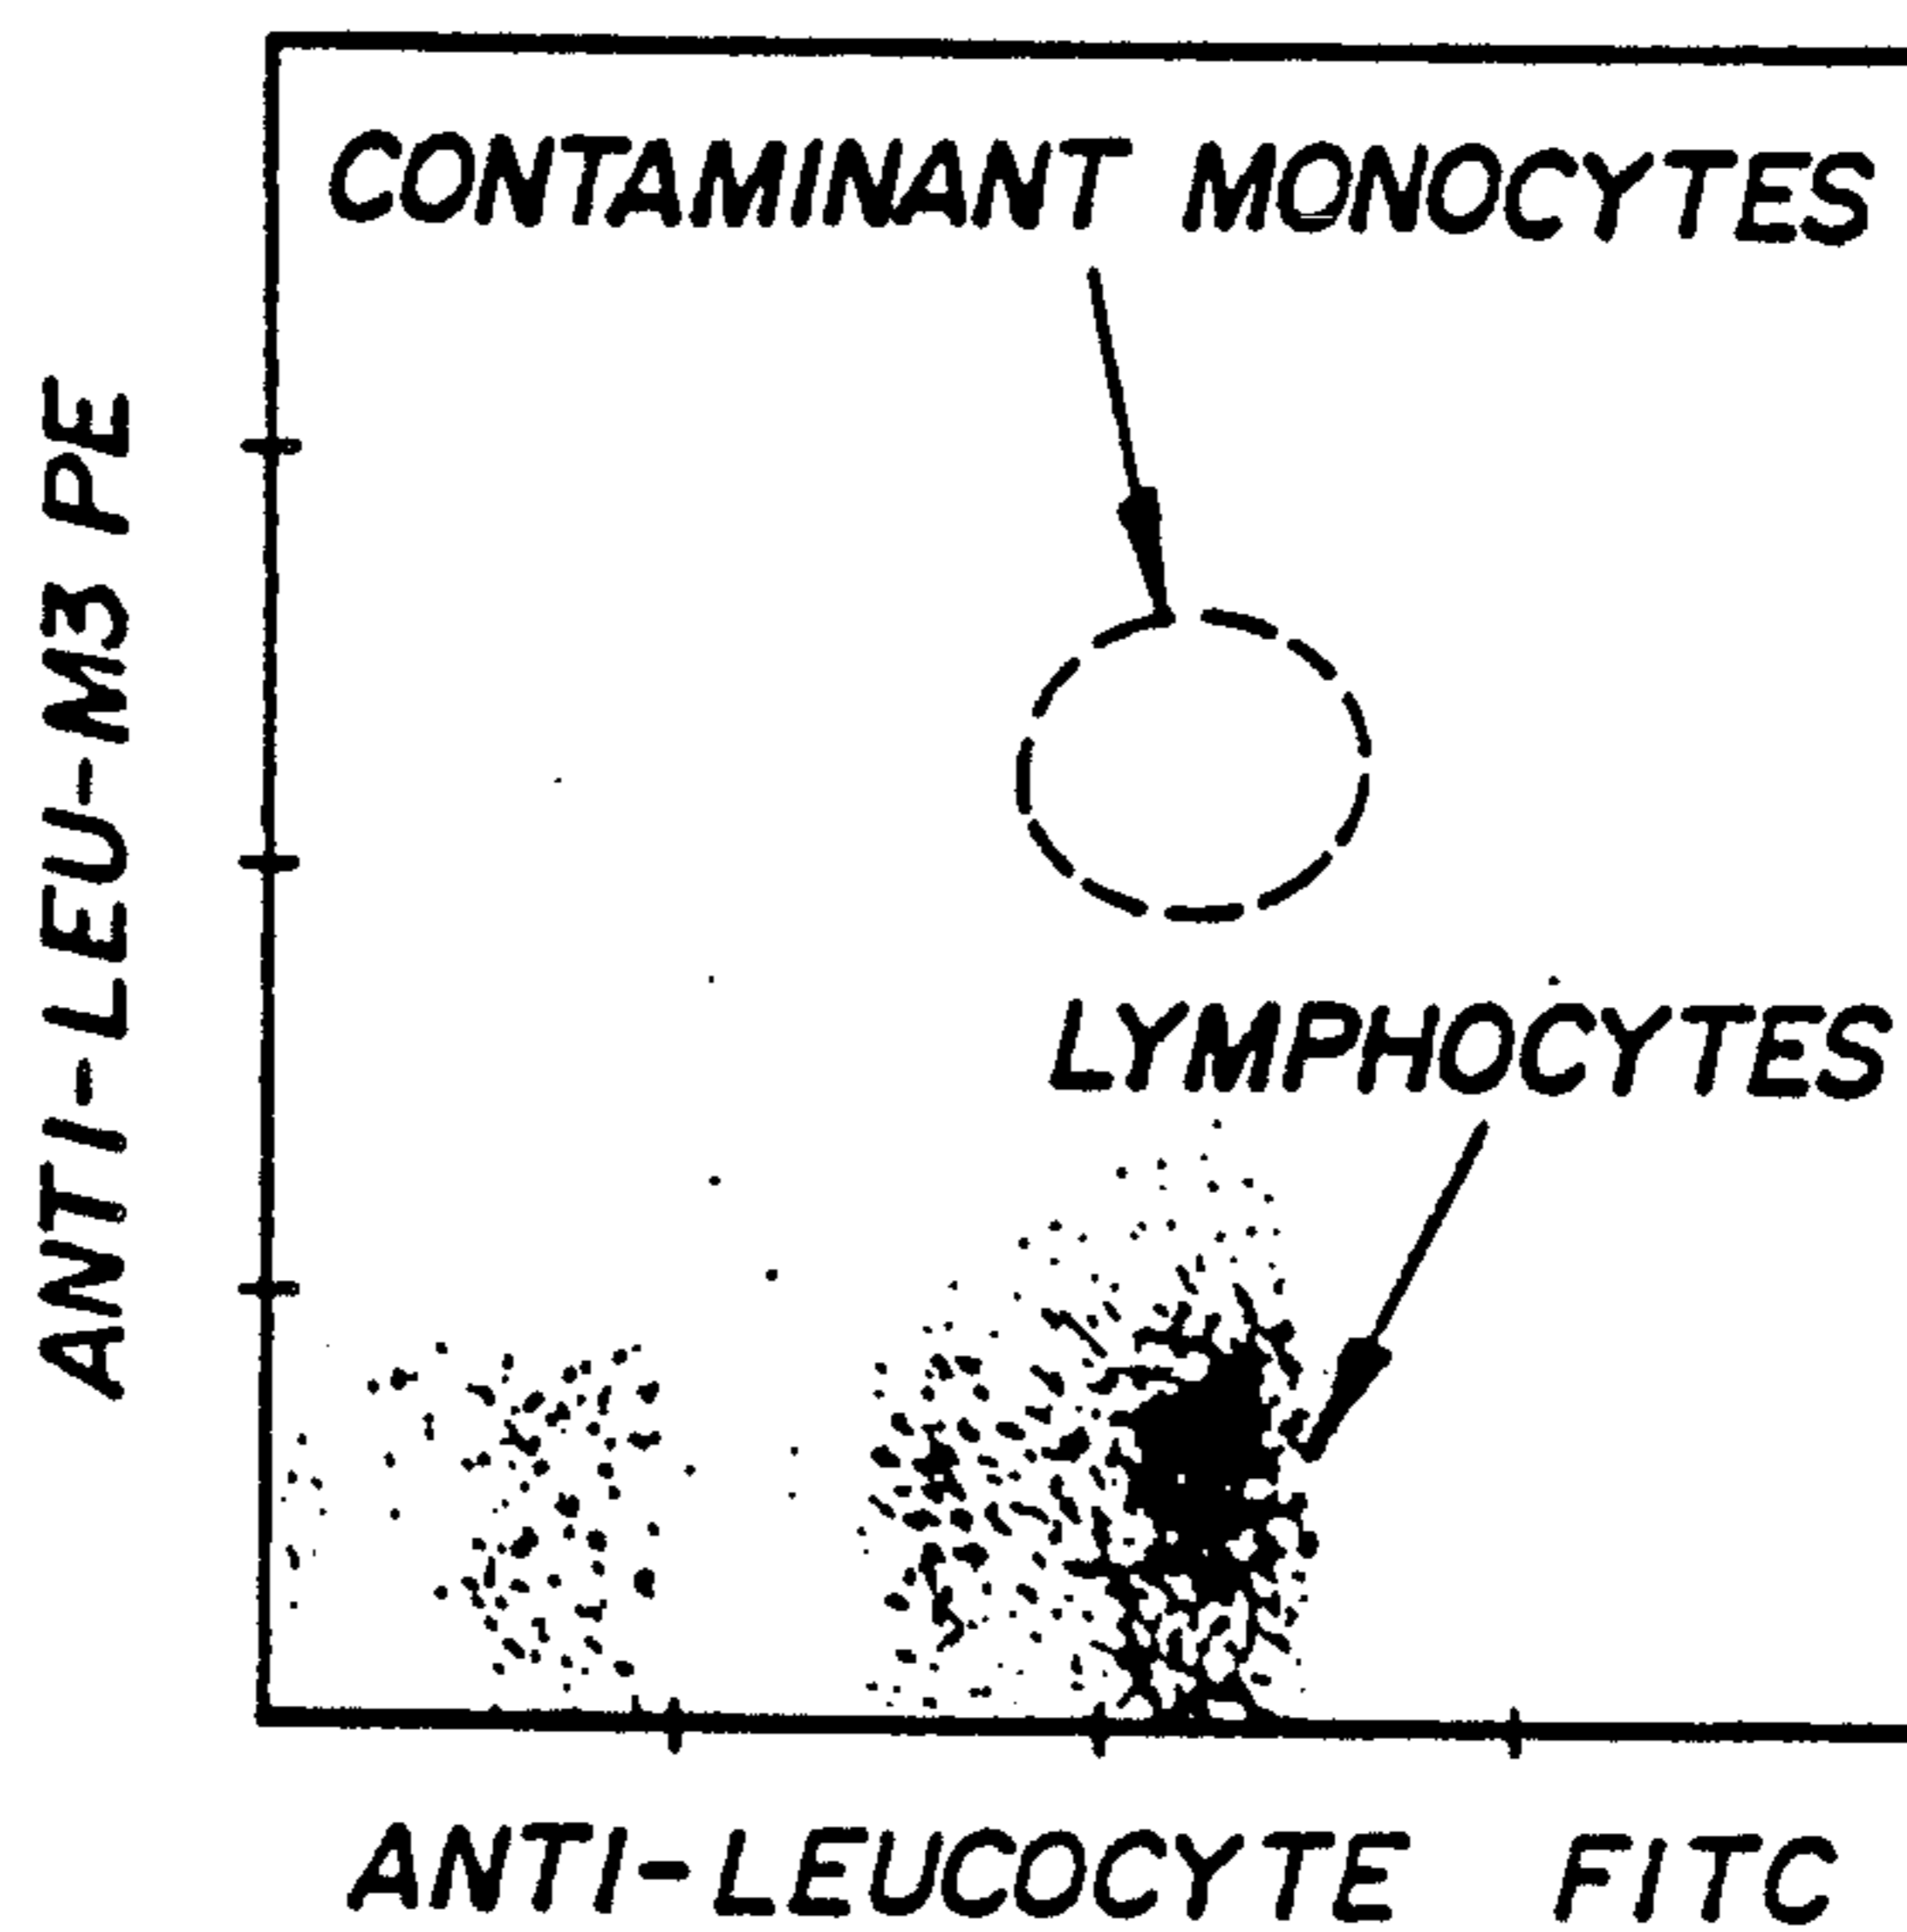 CONTAMINANT MONOCYTES
ANTI-LEU-M3 PE
LYMPHOCYTES
ANTI-LEUCOCYTE FITC